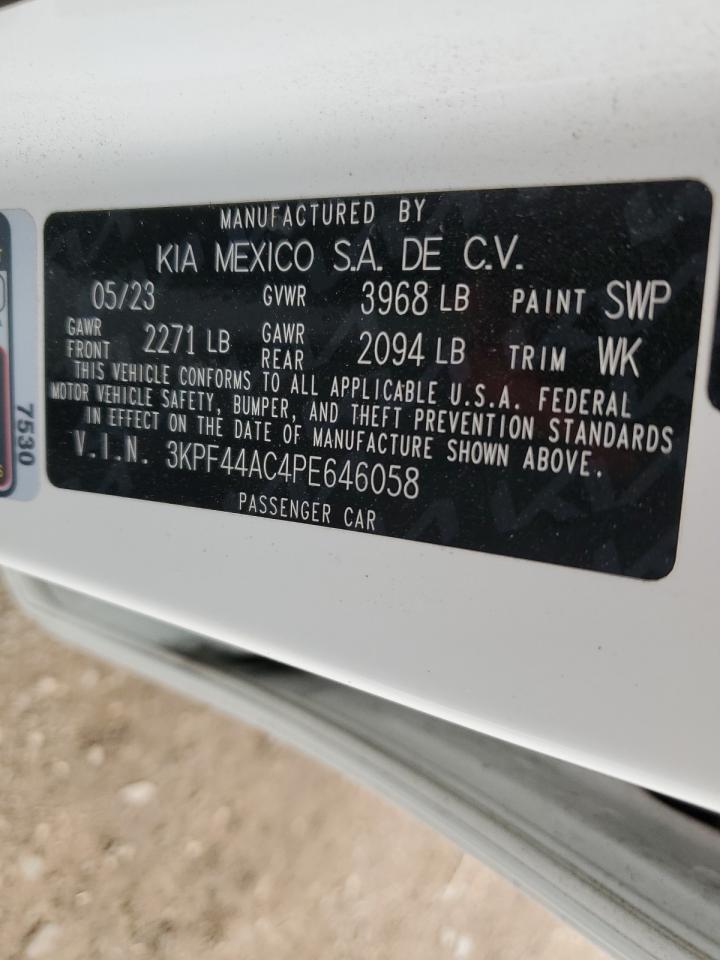 MANUFACTURED BY
KIA MEXICO S.A. DE C.V.
05/23 GVWR 3968 LB PAINT SWP
GAWR FRONT 2271 LB GAWR REAR 2094 LB TRIM WK
THIS VEHICLE CONFORMS TO ALL APPLICABLE U.S.A. FEDERAL
MOTOR VEHICLE SAFETY, BUMPER, AND THEFT PREVENTION STANDARDS
IN EFFECT ON THE DATE OF MANUFACTURE SHOWN ABOVE.
V.I.N. 3KPF44AC4PE646058
PASSENGER CAR
7530